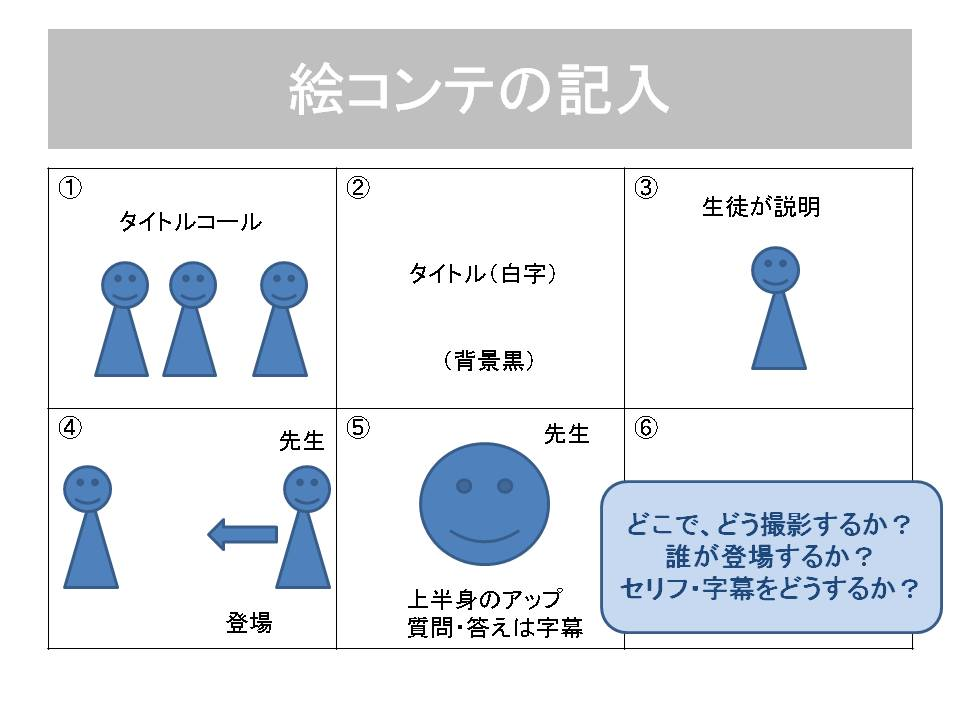 絵コンテの記入
①
タイトルコール
②
タイトル（白字）
（背景黒）
③
生徒が説明
④
先生
登場
⑤
先生
上半身のアップ
質問・答えは字幕
⑥
どこで、どう撮影するか？
誰が登場するか？
セリフ・字幕をどうするか？